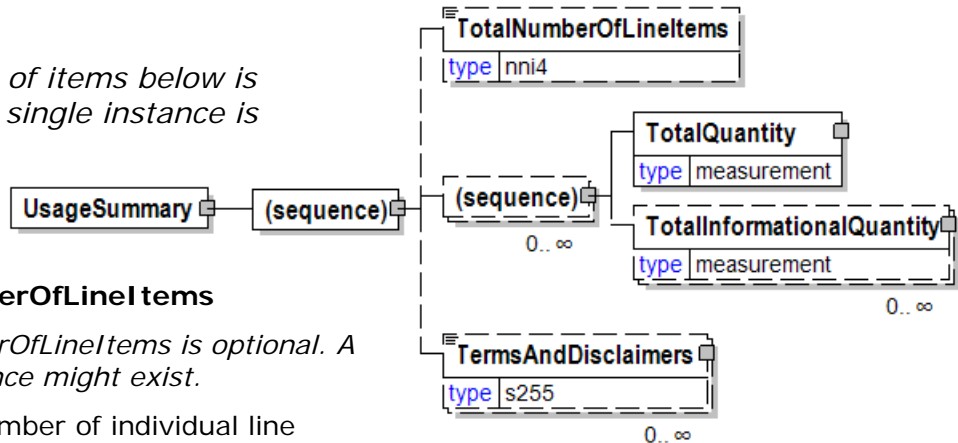 TotalNumberOfLineItems
type nni4
of items below is
single instance is
TotalQuantity
type measurement
UsageSummary
(sequence)
(sequence)
0.. ∞
TotalInformationalQuantity
type measurement
0.. ∞
erOfLineItems
rOfLineItems is optional. A
nce might exist.
TermsAndDisclaimers
type s255
mber of individual line
0.. ∞